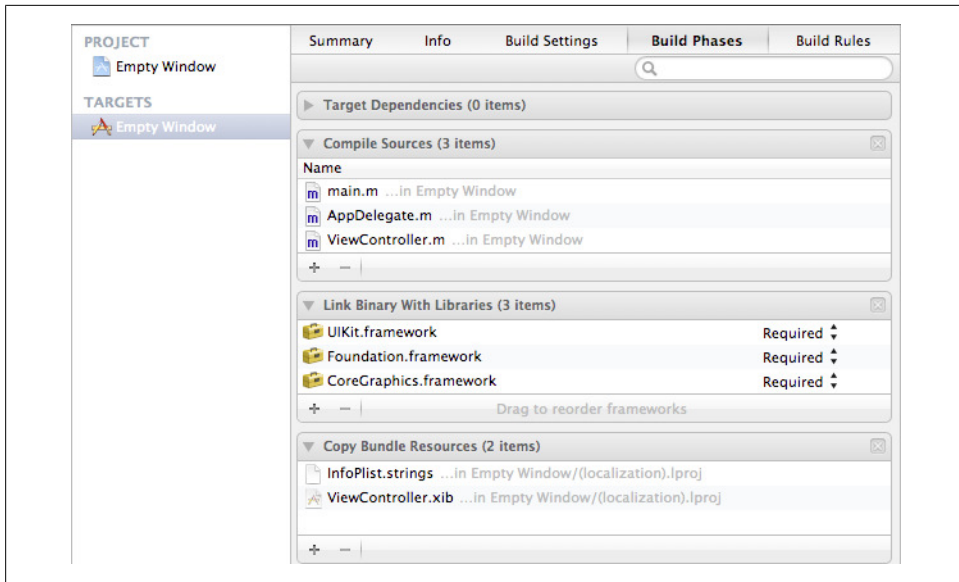 PROJECT
Empty Window
TARGETS
Empty Window
Summary Info Build Settings Build Phases Build Rules
Target Dependencies (0 items)
Compile Sources (3 items)
Name
m main.m ...in Empty Window
m AppDelegate.m ...in Empty Window
m ViewController.m ...in Empty Window
+ −
Link Binary With Libraries (3 items)
UIKit.framework Required
Foundation.framework Required
CoreGraphics.framework Required
+ − Drag to reorder frameworks
Copy Bundle Resources (2 items)
InfoPlist.strings ...in Empty Window/(localization).lproj
ViewController.xib ...in Empty Window/(localization).lproj
+ −